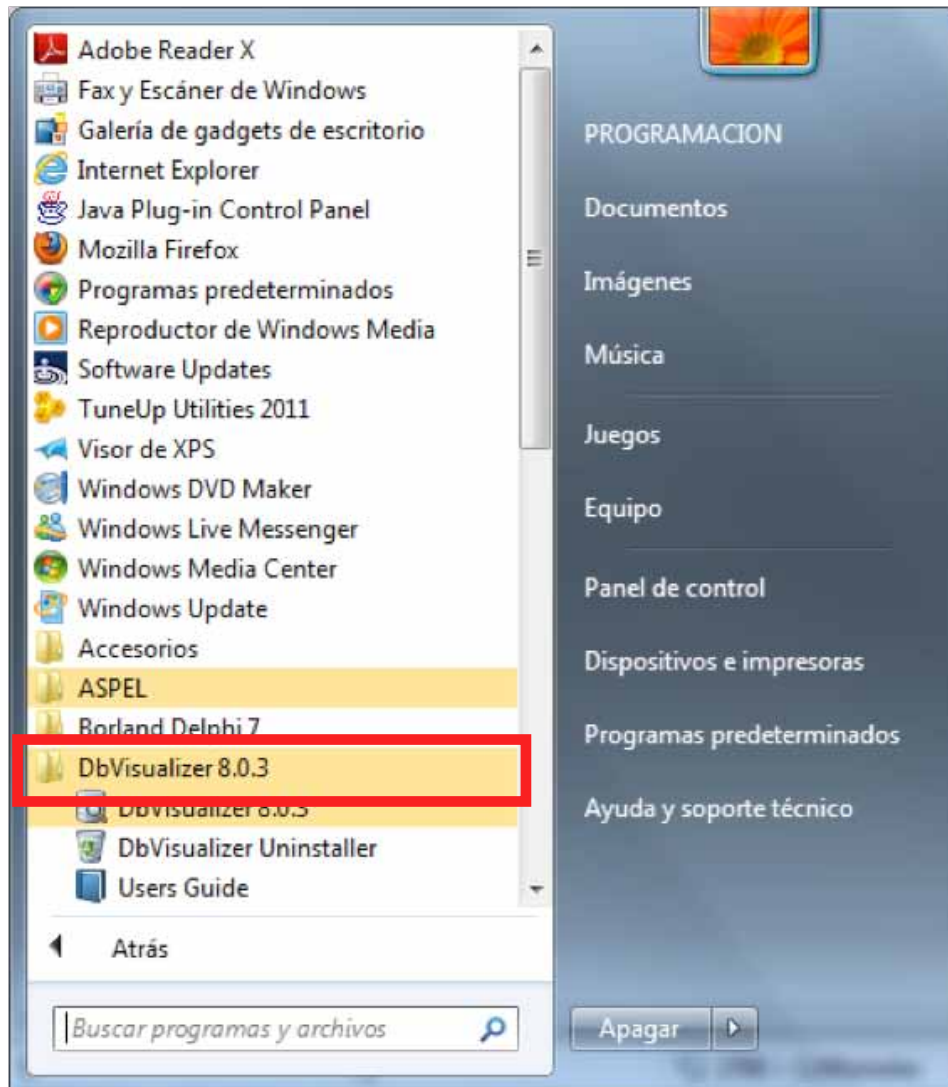 Adobe Reader X
Fax y Escáner de Windows
Galería de gadgets de escritorio
Internet Explorer
Java Plug-in Control Panel
Mozilla Firefox
Programas predeterminados
Reproductor de Windows Media
Software Updates
TuneUp Utilities 2011
Visor de XPS
Windows DVD Maker
Windows Live Messenger
Windows Media Center
Windows Update
Accesorios
ASPEL
Borland Delphi 7
DbVisualizer 8.0.3
DbVisualizer 8.0.3
DbVisualizer Uninstaller
Users Guide
Atrás
Buscar programas y archivos
PROGRAMACION
Documentos
Imágenes
Música
Juegos
Equipo
Panel de control
Dispositivos e impresoras
Programas predeterminados
Ayuda y soporte técnico
Apagar